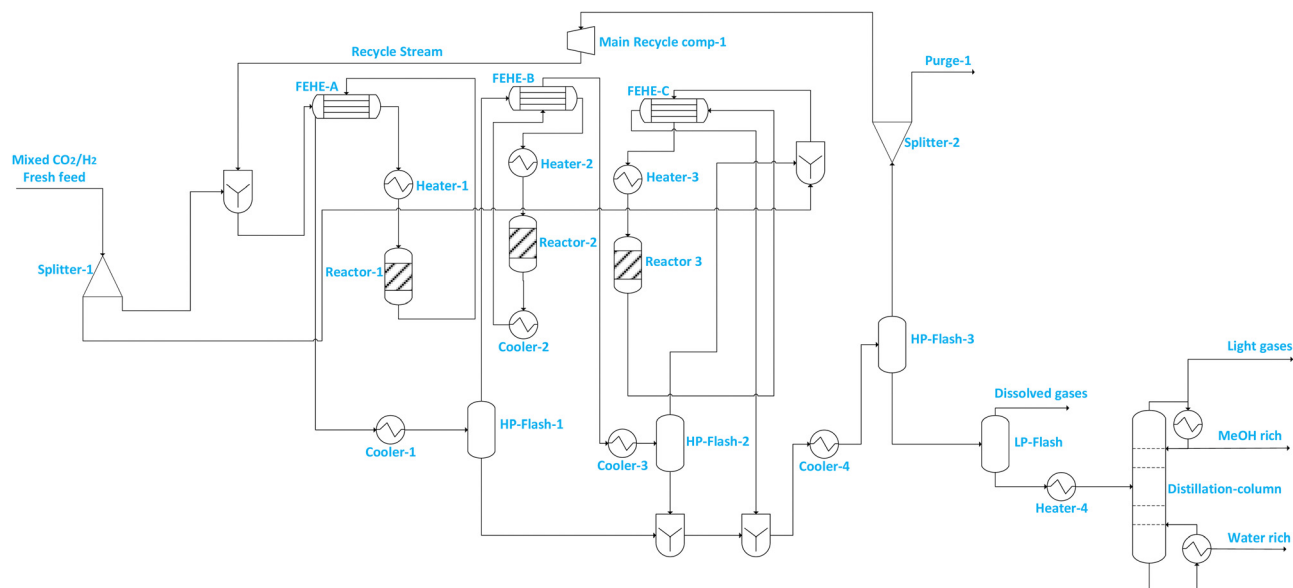 Main Recycle comp-1
Recycle Stream
Purge-1
FEHE-A
FEHE-B
FEHE-C
Splitter-2
Mixed CO2/H2
Fresh feed
Heater-1
Heater-2
Heater-3
Splitter-1
Reactor-1
Reactor-2
Reactor 3
Cooler-2
HP-Flash-3
Light gases
Dissolved gases
HP-Flash-1
Cooler-1
HP-Flash-2
Cooler-3
Cooler-4
LP-Flash
MeOH rich
Heater-4
Distillation-column
Water rich